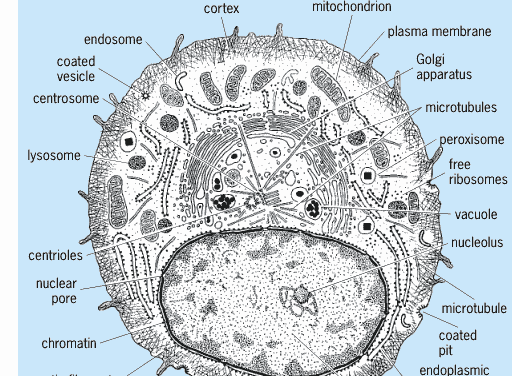 cortex
mitochondrion
plasma membrane
endosome
Golgi
apparatus
coated
vesicle
centrosome
microtubules
peroxisome
lysosome
free
ribosomes
vacuole
nucleolus
centrioles
nuclear
pore
microtubule
coated
pit
chromatin
endoplasmic